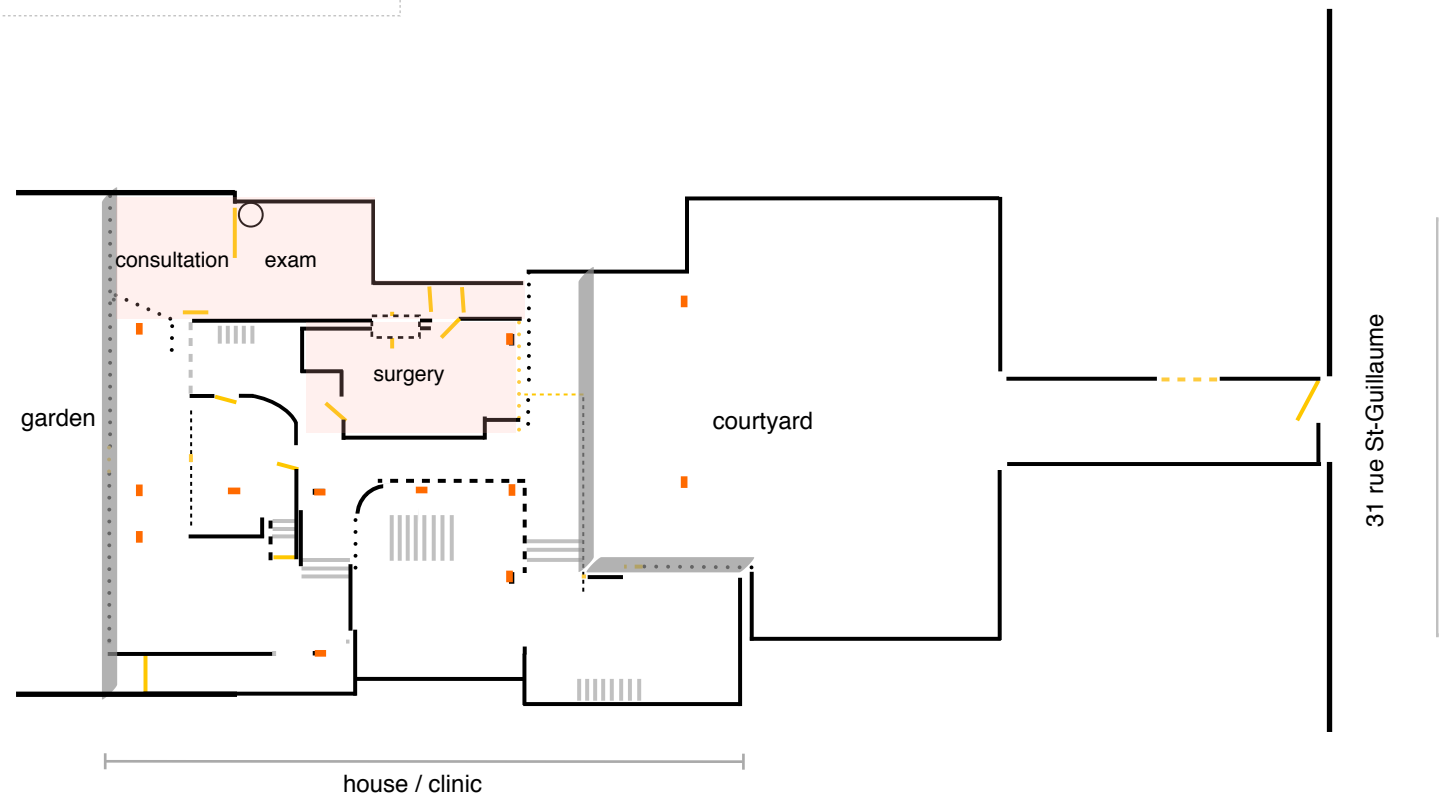 consultation
exam
surgery
garden
courtyard
31 rue St-Guillaume
house / clinic